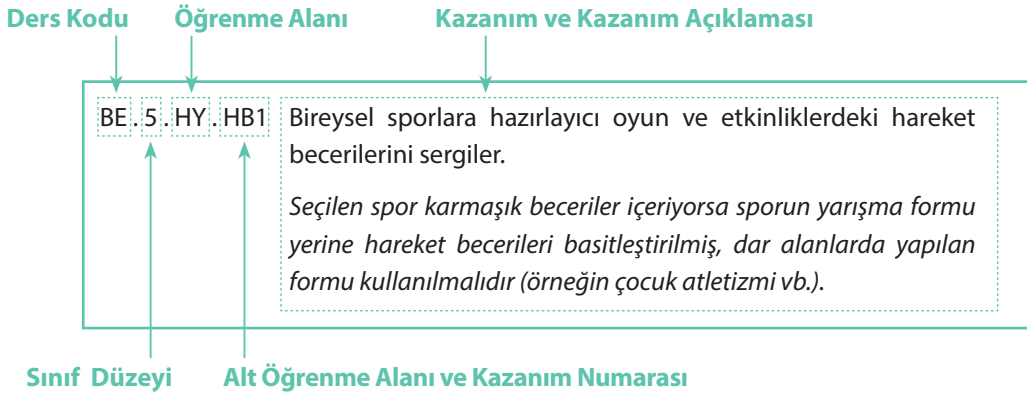 Ders Kodu Öğrenme Alanı Kazanım ve Kazanım Açıklaması
BE.5.HY.HB1 Bireysel sporlara hazırlayıcı oyun ve etkinliklerdeki hareket
becerilerini sergiler.
Seçilen spor karmaşık beceriler içeriyorsa sporun yarışma formu
yerine hareket becerileri basitleştirilmiş, dar alanlarda yapılan
formu kullanılmalıdır (örneğin çocuk atletizmi vb.).
Sınıf Düzeyi Alt Öğrenme Alanı ve Kazanım Numarası